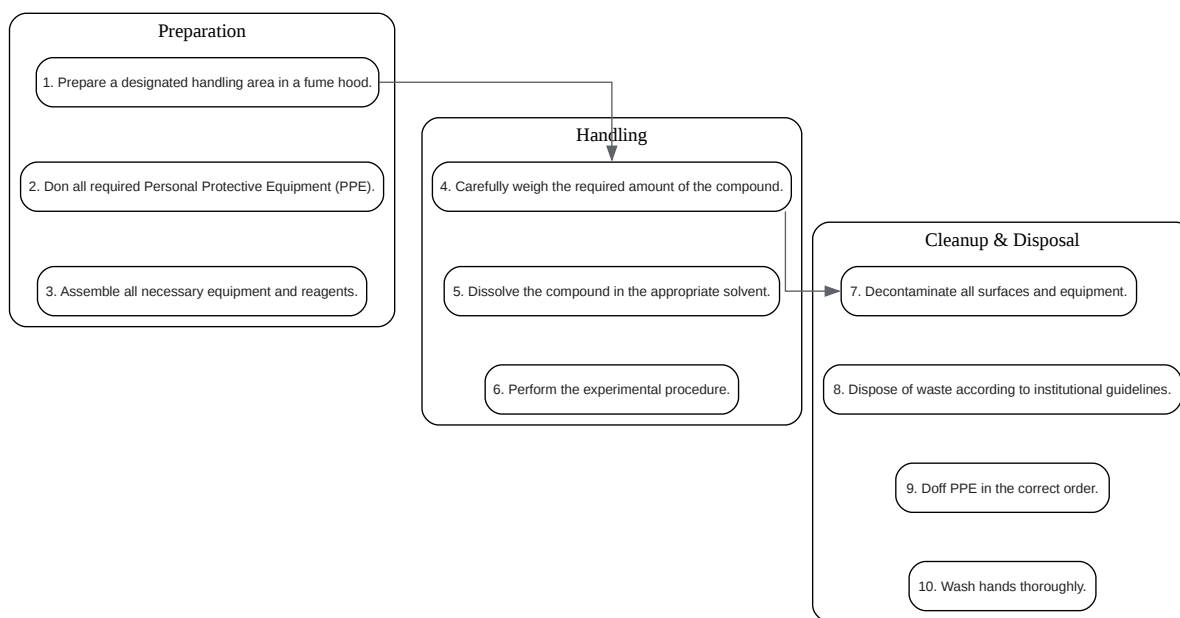 Preparation
1. Prepare a designated handling area in a fume hood.
2. Don all required Personal Protective Equipment (PPE).
3. Assemble all necessary equipment and reagents.
Handling
4. Carefully weigh the required amount of the compound.
5. Dissolve the compound in the appropriate solvent.
6. Perform the experimental procedure.
Cleanup & Disposal
7. Decontaminate all surfaces and equipment.
8. Dispose of waste according to institutional guidelines.
9. Doff PPE in the correct order.
10. Wash hands thoroughly.